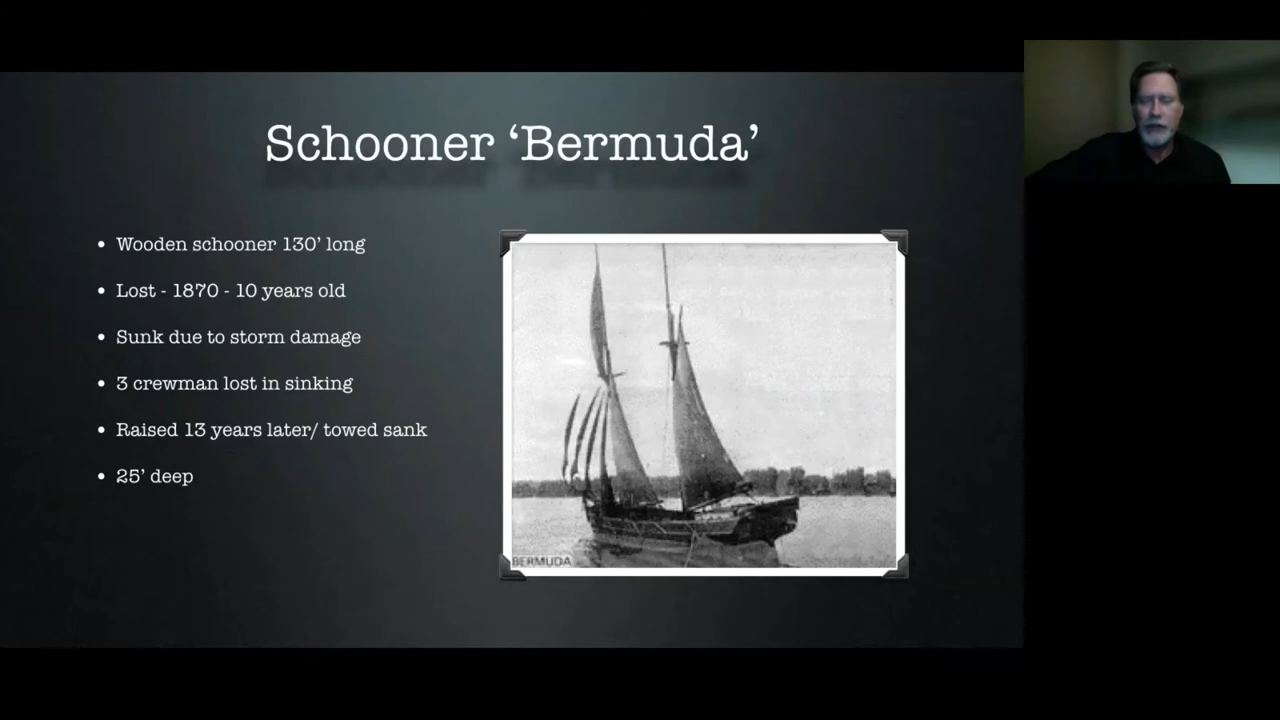 Schooner ‘Bermuda’
• Wooden schooner 130’ long
• Lost - 1870 - 10 years old
• Sunk due to storm damage
• 3 crewman lost in sinking
• Raised 13 years later/ towed sank
• 25’ deep
BERMUDA